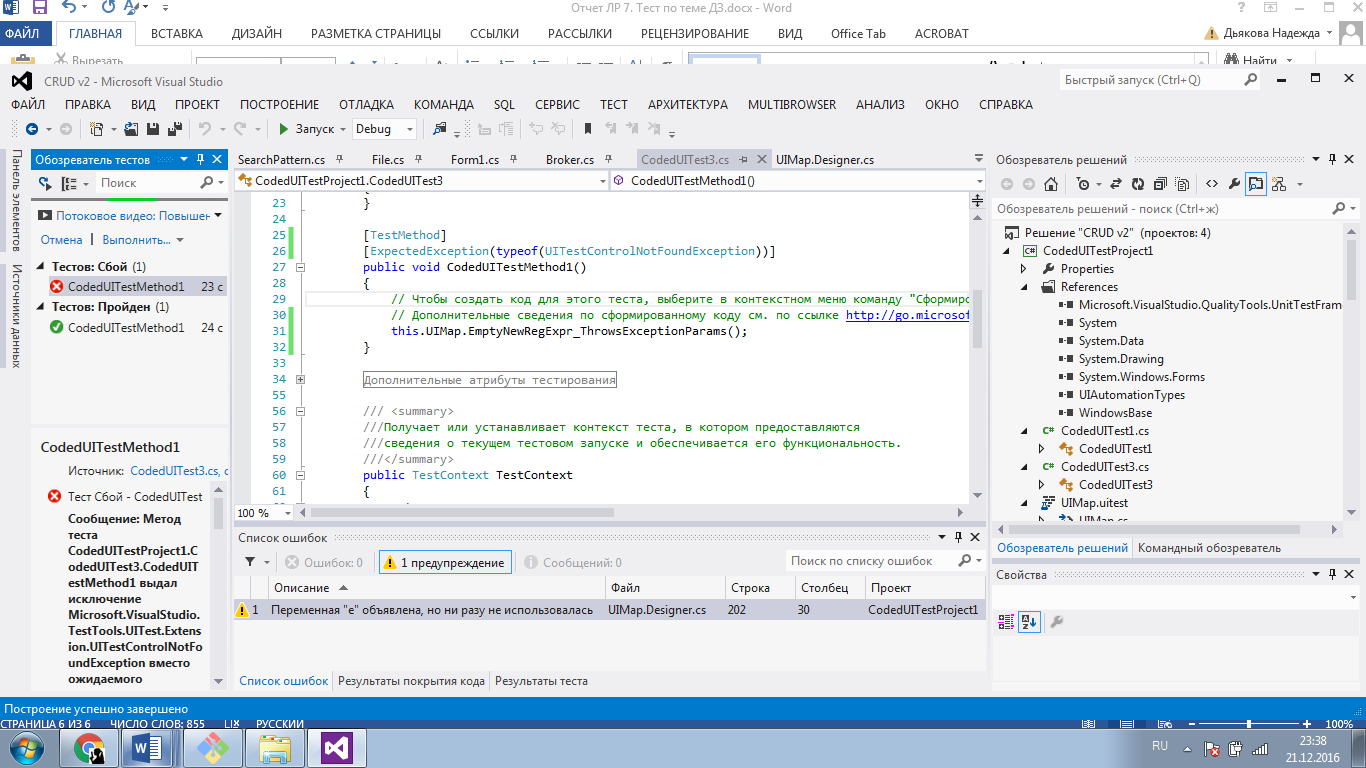 Отчет ЛР 7. Тест по теме ДЗ.docx - Word
ФАЙЛ ГЛАВНАЯ ВСТАВКА ДИЗАЙН РАЗМЕТКА СТРАНИЦЫ ССЫЛКИ РАССЫЛКИ РЕЦЕНЗИРОВАНИЕ ВИД Office Tab ACROBAT Дьякова Надежда
Вырезать Найти
CRUD v2 - Microsoft Visual Studio Быстрый запуск (Ctrl+Q)
ФАЙЛ ПРАВКА ВИД ПРОЕКТ ПОСТРОЕНИЕ ОТЛАДКА КОМАНДА SQL СЕРВИС ТЕСТ АРХИТЕКТУРА MULTIBROWSER АНАЛИЗ ОКНО СПРАВКА
Запуск Debug
Панель элементов
Источники данных
Обозреватель тестов
Поиск
Потоковое видео: Повышен
Отмена | Выполнить...
Тестов: Сбой (1)
CodedUITestMethod1 23 с
Тестов: Пройден (1)
CodedUITestMethod1 24 с
CodedUITestMethod1
Источник: CodedUITest3.cs, с
Тест Сбой - CodedUITest
Сообщение: Метод
теста
CodedUITestProject1.C
odedUITest3.CodedUIT
estMethod1 выдал
исключение
Microsoft.VisualStudio.
TestTools.UITest.Exten
sion.UITestControlNotFo
undException вместо
ожидаемого
SearchPattern.cs File.cs Form1.cs Broker.cs CodedUITest3.cs UIMap.Designer.cs
CodedUITestProject1.CodedUITest3 CodedUITestMethod1()
23 }
24
25 [TestMethod]
26 [ExpectedException(typeof(UITestControlNotFoundException))]
27 public void CodedUITestMethod1()
28 {
29 // Чтобы создать код для этого теста, выберите в контекстном меню команду "Сформиро
30 // Дополнительные сведения по сформированному коду см. по ссылке http://go.microsof
31 this.UIMap.EmptyNewRegExpr_ThrowsExceptionParams();
32 }
33
34 Дополнительные атрибуты тестирования
55
56 /// <summary>
57 ///Получает или устанавливает контекст теста, в котором предоставляются
58 ///сведения о текущем тестовом запуске и обеспечивается его функциональность.
59 ///</summary>
60 public TestContext TestContext
61 {
100 %
Список ошибок
Ошибок: 0 1 предупреждение Сообщений: 0 Поиск по списку ошибок
Описание Файл Строка Столбец Проект
1 Переменная "e" объявлена, но ни разу не использовалась UIMap.Designer.cs 202 30 CodedUITestProject1
Список ошибок Результаты покрытия кода Результаты теста
Обозреватель решений
Обозреватель решений - поиск (Ctrl+ж)
Решение "CRUD v2" (проектов: 4)
CodedUITestProject1
Properties
References
Microsoft.VisualStudio.QualityTools.UnitTestFram
System
System.Data
System.Drawing
System.Windows.Forms
UIAutomationTypes
WindowsBase
CodedUITest1.cs
CodedUITest1
CodedUITest3.cs
CodedUITest3
UIMap.uitest
UIMap.cs
Обозреватель решений Командный обозреватель
Свойства
Построение успешно завершено
СТРАНИЦА 6 ИЗ 6 ЧИСЛО СЛОВ: 855 РУССКИЙ 100%
RU 23:38
21.12.2016